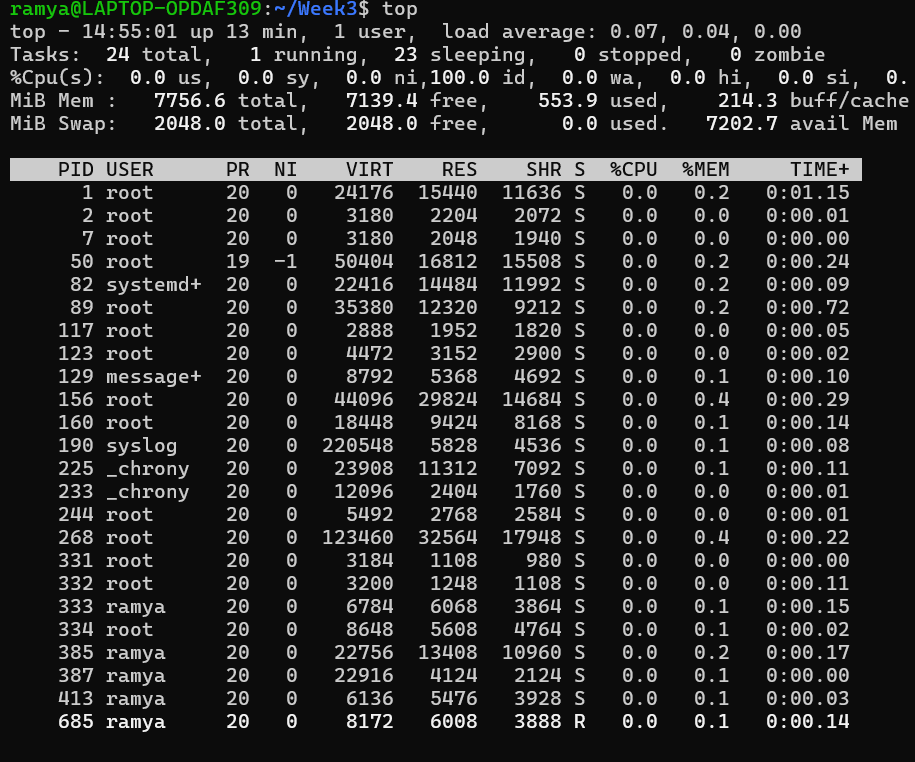 ramya@LAPTOP-OPDAF309:~/Week3$ top
top - 14:55:01 up 13 min,  1 user,  load average: 0.07, 0.04, 0.00
Tasks:  24 total,   1 running,  23 sleeping,   0 stopped,   0 zombie
%Cpu(s):  0.0 us,  0.0 sy,  0.0 ni,100.0 id,  0.0 wa,  0.0 hi,  0.0 si,  0.
MiB Mem :   7756.6 total,   7139.4 free,    553.9 used,    214.3 buff/cache
MiB Swap:   2048.0 total,   2048.0 free,      0.0 used.   7202.7 avail Mem
PID USER      PR  NI    VIRT    RES    SHR S  %CPU  %MEM     TIME+
1 root      20   0   24176  15440  11636 S   0.0   0.2   0:01.15
2 root      20   0    3180   2204   2072 S   0.0   0.0   0:00.01
7 root      20   0    3180   2048   1940 S   0.0   0.0   0:00.00
50 root      19  -1   50404  16812  15508 S   0.0   0.2   0:00.24
82 systemd+  20   0   22416  14484  11992 S   0.0   0.2   0:00.09
89 root      20   0   35380  12320   9212 S   0.0   0.2   0:00.72
117 root      20   0    2888   1952   1820 S   0.0   0.0   0:00.05
123 root      20   0    4472   3152   2900 S   0.0   0.0   0:00.02
129 message+  20   0    8792   5368   4692 S   0.0   0.1   0:00.10
156 root      20   0   44096  29824  14684 S   0.0   0.4   0:00.29
160 root      20   0   18448   9424   8168 S   0.0   0.1   0:00.14
190 syslog    20   0  220548   5828   4536 S   0.0   0.1   0:00.08
225 _chrony   20   0   23908  11312   7092 S   0.0   0.1   0:00.11
233 _chrony   20   0   12096   2404   1760 S   0.0   0.0   0:00.01
244 root      20   0    5492   2768   2584 S   0.0   0.0   0:00.01
268 root      20   0  123460  32564  17948 S   0.0   0.4   0:00.22
331 root      20   0    3184   1108    980 S   0.0   0.0   0:00.00
332 root      20   0    3200   1248   1108 S   0.0   0.0   0:00.11
333 ramya     20   0    6784   6068   3864 S   0.0   0.1   0:00.15
334 root      20   0    8648   5608   4764 S   0.0   0.1   0:00.02
385 ramya     20   0   22756  13408  10960 S   0.0   0.2   0:00.17
387 ramya     20   0   22916   4124   2124 S   0.0   0.1   0:00.00
413 ramya     20   0    6136   5476   3928 S   0.0   0.1   0:00.03
685 ramya     20   0    8172   6008   3888 R   0.0   0.1   0:00.14